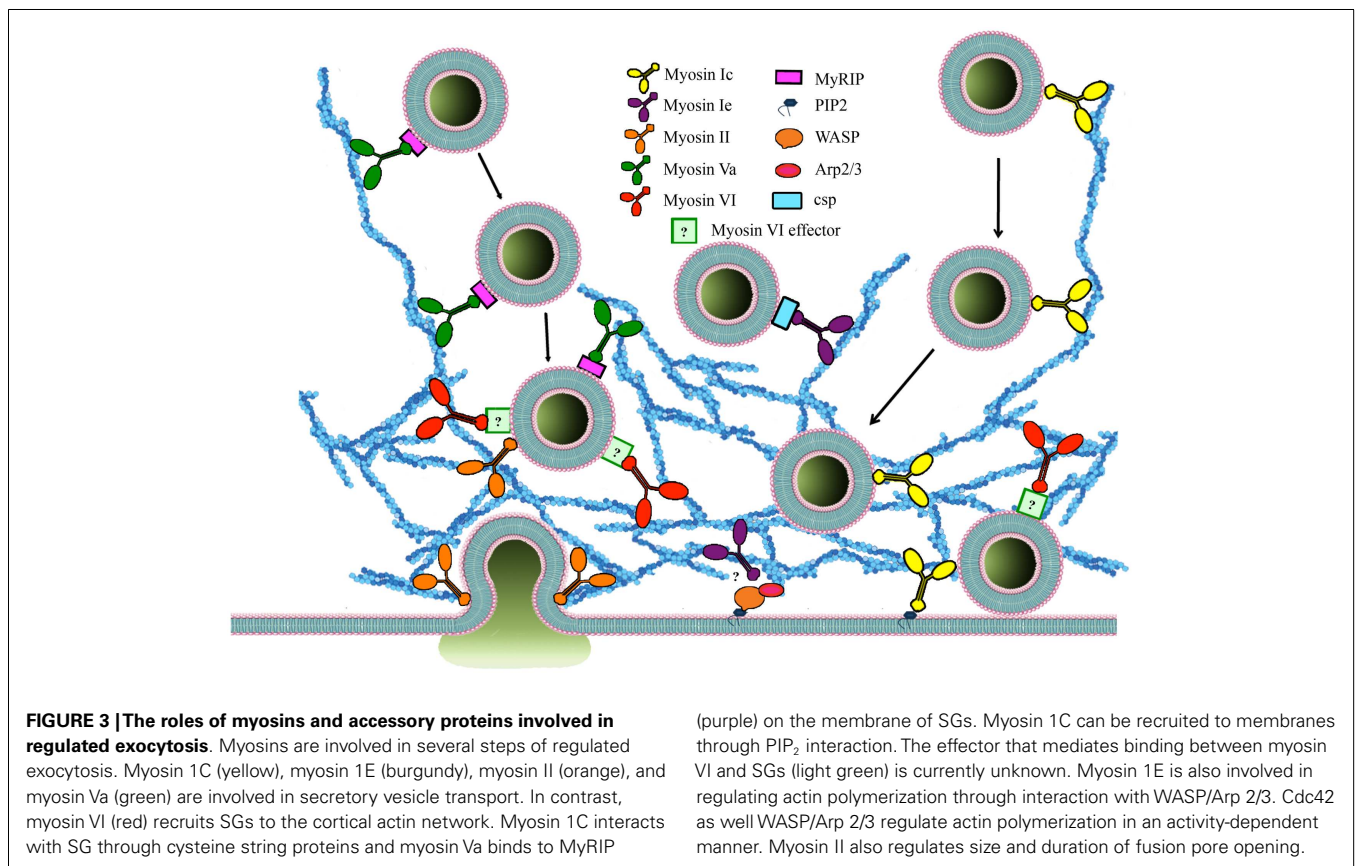 Myosin Ic
Myosin Ie
Myosin II
Myosin Va
Myosin VI
MyRIP
PIP2
WASP
Arp2/3
csp
? Myosin VI effector
?
?
?
?
FIGURE 3 | The roles of myosins and accessory proteins involved in
regulated exocytosis. Myosins are involved in several steps of regulated
exocytosis. Myosin 1C (yellow), myosin 1E (burgundy), myosin II (orange), and
myosin Va (green) are involved in secretory vesicle transport. In contrast,
myosin VI (red) recruits SGs to the cortical actin network. Myosin 1C interacts
with SG through cysteine string proteins and myosin Va binds to MyRIP
(purple) on the membrane of SGs. Myosin 1C can be recruited to membranes
through PIP₂ interaction. The effector that mediates binding between myosin
VI and SGs (light green) is currently unknown. Myosin 1E is also involved in
regulating actin polymerization through interaction with WASP/Arp 2/3. Cdc42
as well WASP/Arp 2/3 regulate actin polymerization in an activity-dependent
manner. Myosin II also regulates size and duration of fusion pore opening.